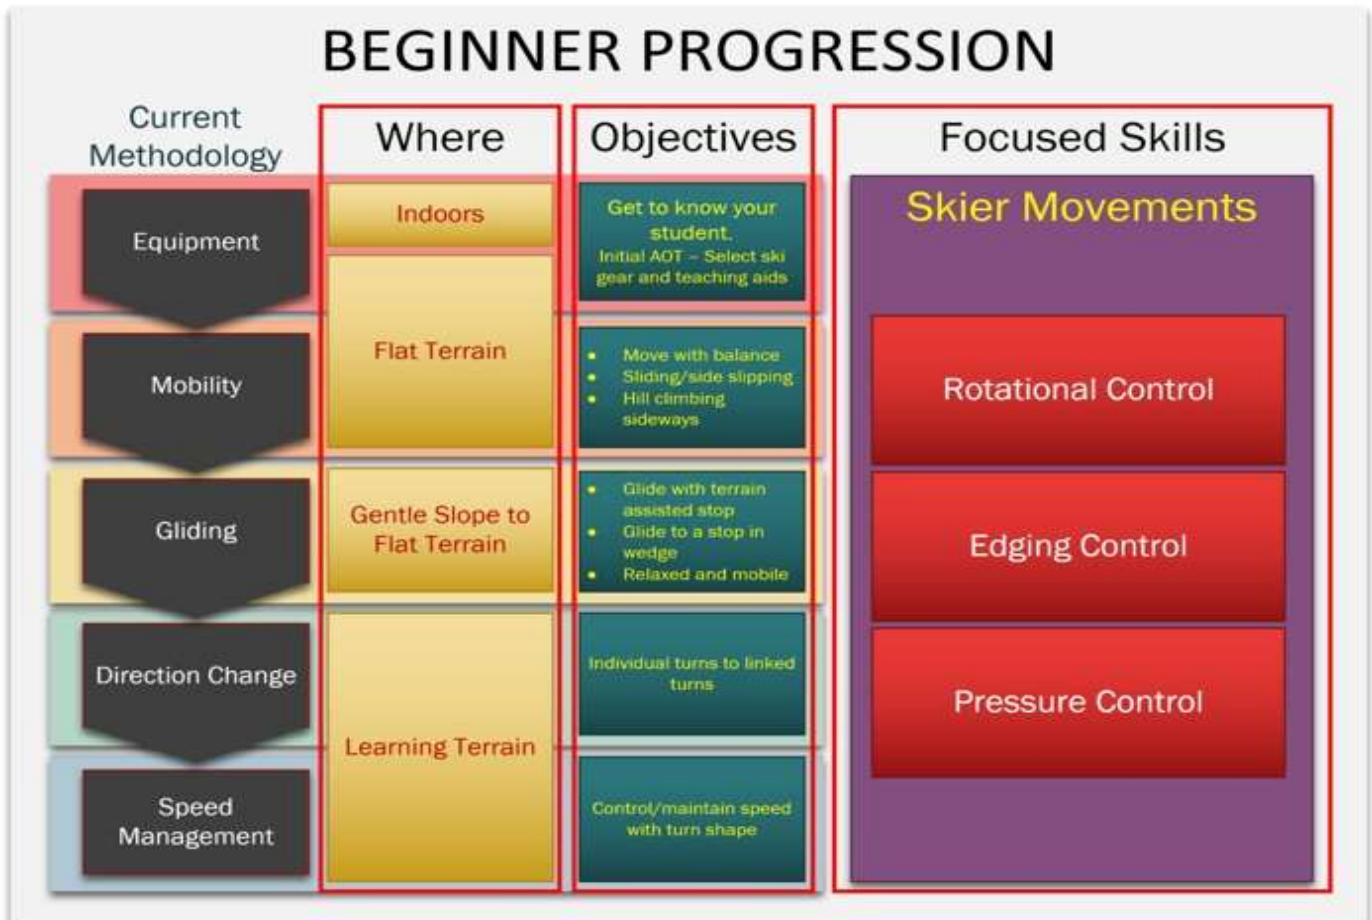 BEGINNER PROGRESSION
Current
Methodology
Where
Objectives
Focused Skills
Equipment
Indoors
Get to know your
student.
Initial AOT – Select ski
gear and teaching aids
Skier Movements
Mobility
Flat Terrain
• Move with balance
• Sliding/side slipping
• Hill climbing
sideways
Rotational Control
Gliding
Gentle Slope to
Flat Terrain
• Glide with terrain
assisted stop
• Glide to a stop in
wedge
• Relaxed and mobile
Edging Control
Direction Change
Individual turns to linked
turns
Pressure Control
Learning Terrain
Speed
Management
Control/maintain speed
with turn shape